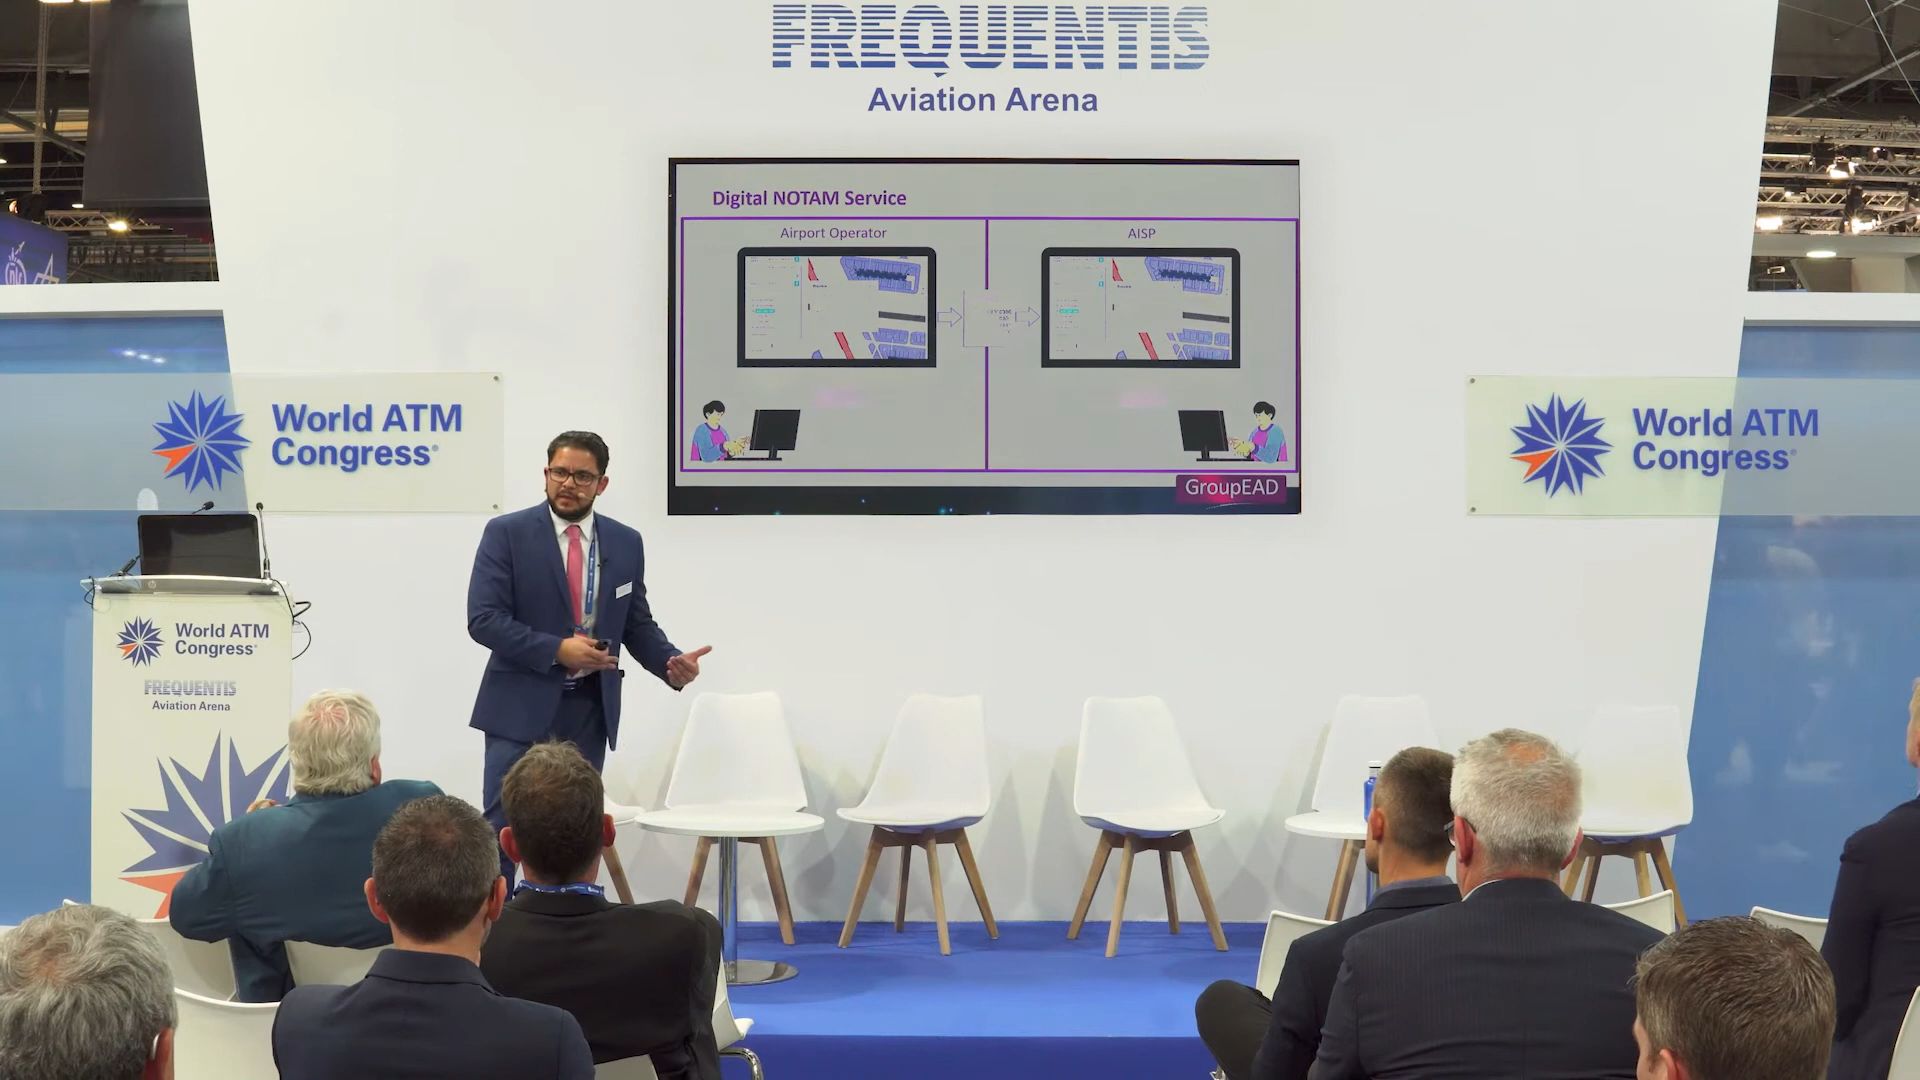 FREQUENTIS
Aviation Arena
Digital NOTAM Service
Airport Operator
AISP
GroupEAD
World ATM
Congress®
World ATM
Congress®
World ATM
Congress®
FREQUENTIS
Aviation Arena